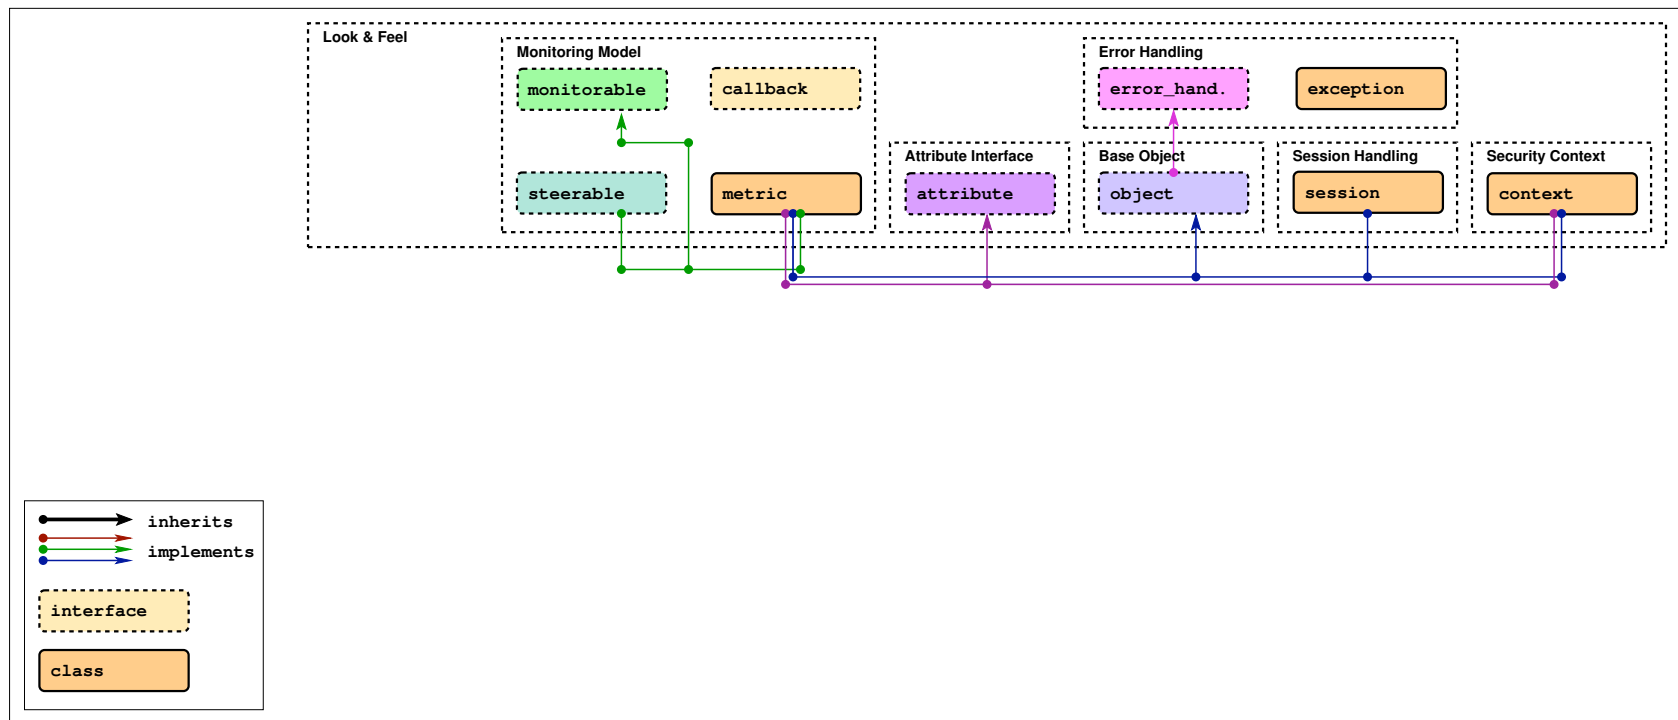 Look & Feel
Monitoring Model
Error Handling
monitorable
callback
error_hand.
exception
Attribute Interface
Base Object
Session Handling
Security Context
steerable
metric
attribute
object
session
context
inherits
implements
interface
class